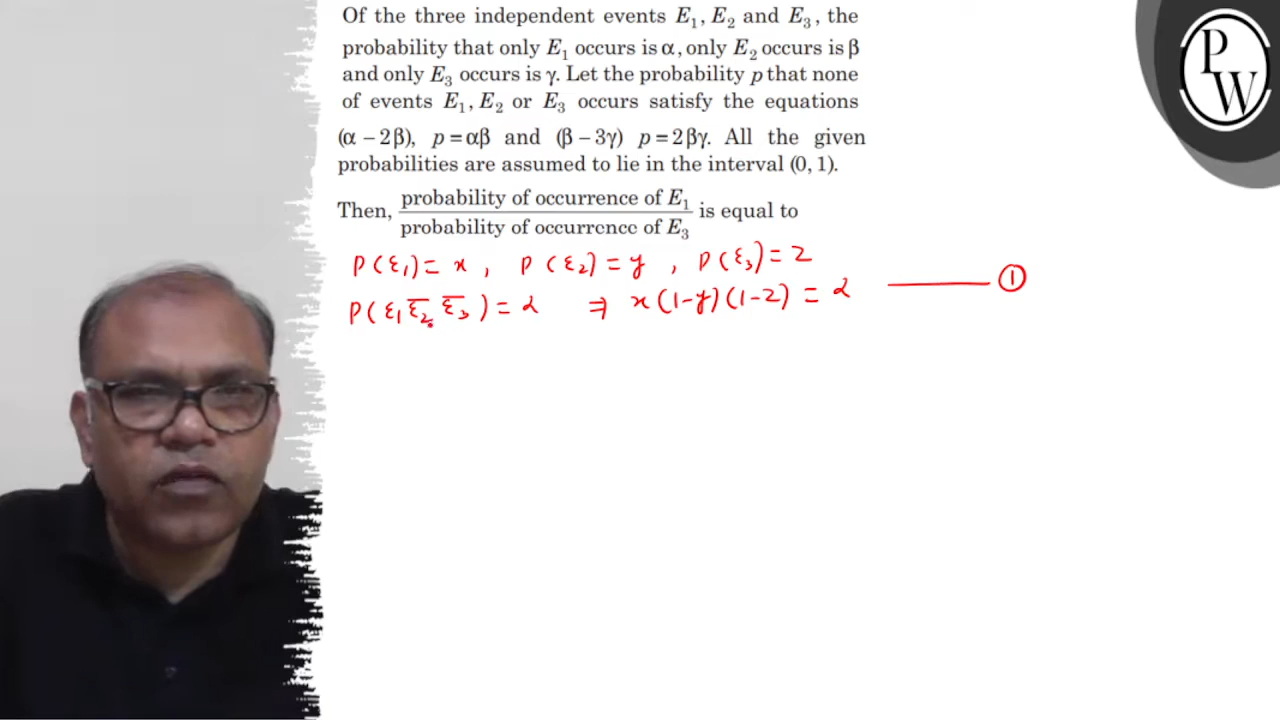 Of the three independent events E₁, E₂ and E₃, the
probability that only E₁ occurs is α, only E₂ occurs is β
and only E₃ occurs is γ. Let the probability p that none
of events E₁, E₂ or E₃ occurs satisfy the equations
(α – 2β), p = αβ and (β – 3γ) p = 2βγ. All the given
probabilities are assumed to lie in the interval (0, 1).
Then, probability of occurrence of E₁ / probability of occurrence of E₃ is equal to
P(E₁) = x, P(E₂) = y, P(E₃) = z
P(E₁ E̅₂ E̅₃) = α ⇒ x(1-y)(1-z) = α ——— ①
PW